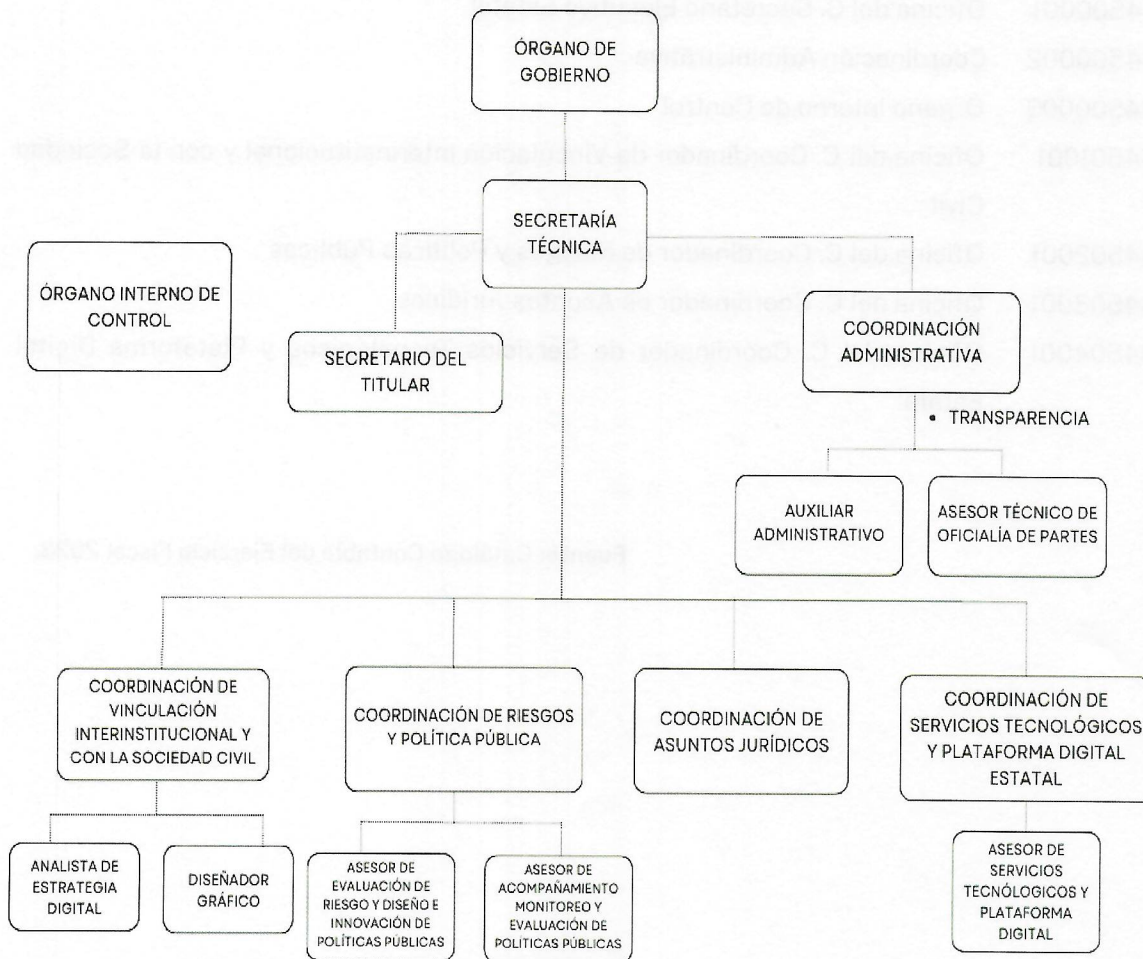 ÓRGANO DE
GOBIERNO
SECRETARÍA
TÉCNICA
ÓRGANO INTERNO DE
CONTROL
SECRETARIO DEL
TITULAR
COORDINACIÓN
ADMINISTRATIVA
• TRANSPARENCIA
AUXILIAR
ADMINISTRATIVO
ASESOR TÉCNICO DE
OFICIALÍA DE PARTES
COORDINACIÓN DE
VINCULACIÓN
INTERINSTITUCIONAL Y
CON LA SOCIEDAD CIVIL
COORDINACIÓN DE RIESGOS
Y POLÍTICA PÚBLICA
COORDINACIÓN DE
ASUNTOS JURÍDICOS
COORDINACIÓN DE
SERVICIOS TECNOLÓGICOS
Y PLATAFORMA DIGITAL
ESTATAL
ANALISTA DE
ESTRATEGIA
DIGITAL
DISEÑADOR
GRÁFICO
ASESOR DE
EVALUACIÓN DE
RIESGO Y DISEÑO E
INNOVACIÓN DE
POLÍTICAS PÚBLICAS
ASESOR DE
ACOMPAÑAMIENTO
MONITOREO Y
EVALUACIÓN DE
POLÍTICAS PÚBLICAS
ASESOR DE
SERVICIOS
TECNÓLOGICOS Y
PLATAFORMA
DIGITAL